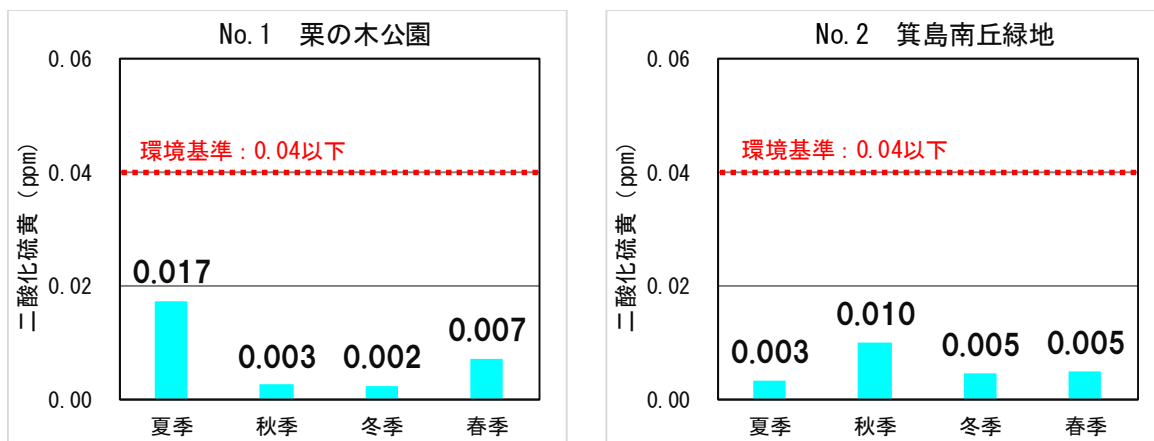 No.1 栗の木公園
二酸化硫黄(ppm)
0.06
0.04
0.02
0.00
環境基準:0.04以下
0.017
0.003
0.002
0.007
夏季 秋季 冬季 春季
No.2 箕島南丘緑地
二酸化硫黄(ppm)
0.06
0.04
0.02
0.00
環境基準:0.04以下
0.003
0.010
0.005
0.005
夏季 秋季 冬季 春季